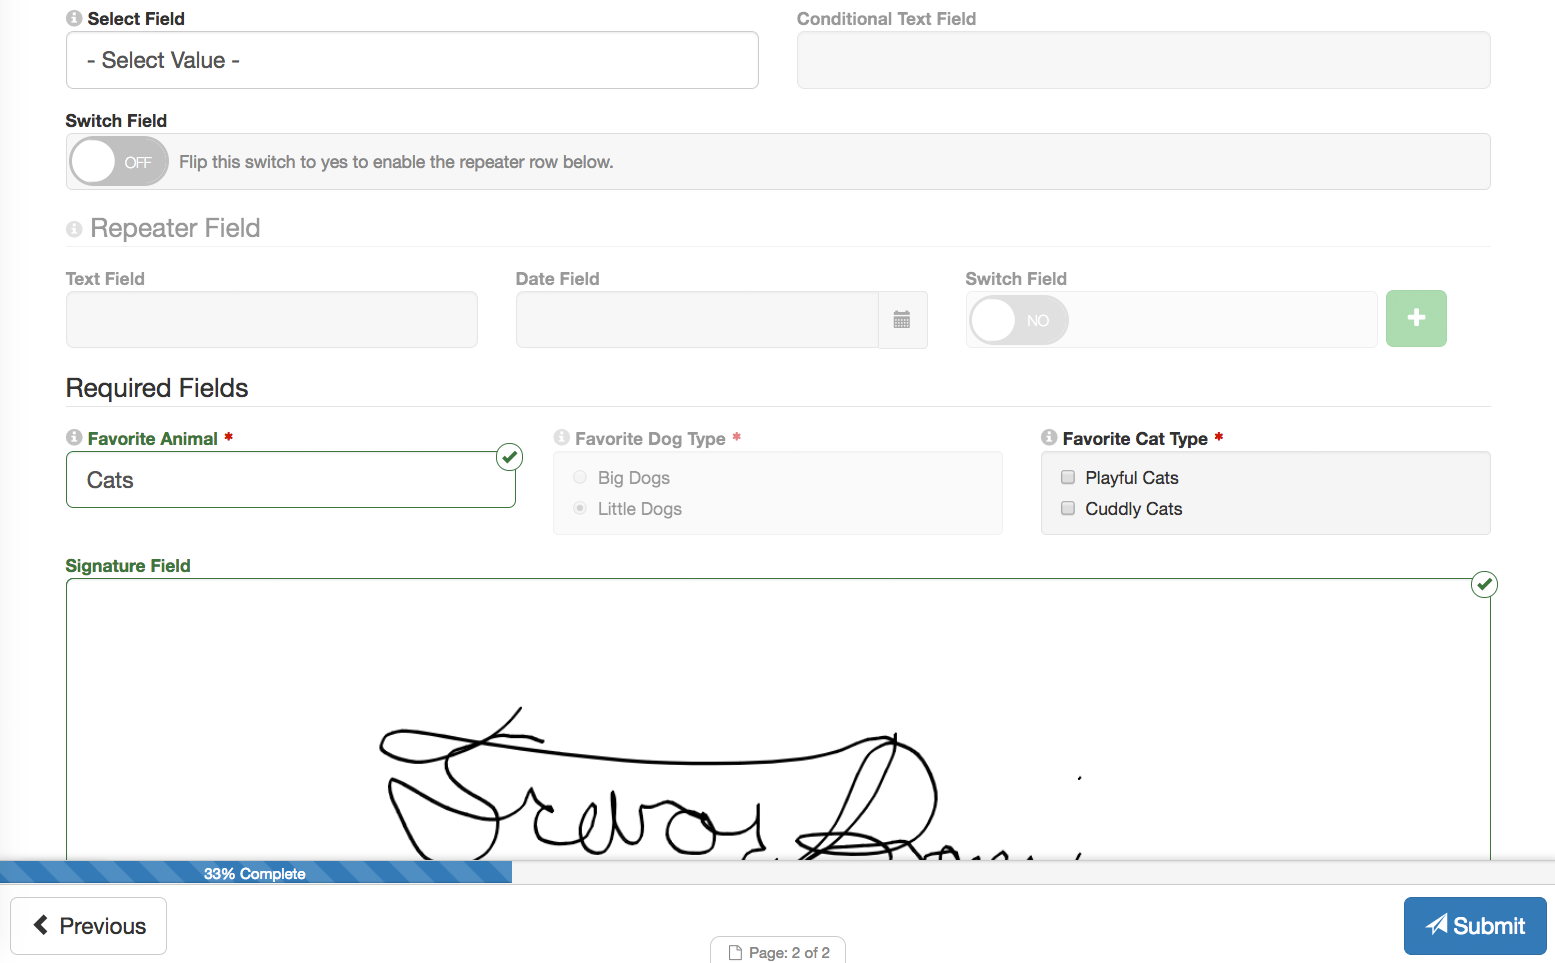 Select Field
Conditional Text Field
- Select Value -
Switch Field
OFF Flip this switch to yes to enable the repeater row below.
Repeater Field
Text Field
Date Field
Switch Field
NO
Required Fields
Favorite Animal *
Cats
Favorite Dog Type *
Big Dogs
Little Dogs
Favorite Cat Type *
Playful Cats
Cuddly Cats
Signature Field
Trevor
33% Complete
Previous
Page: 2 of 2
Submit